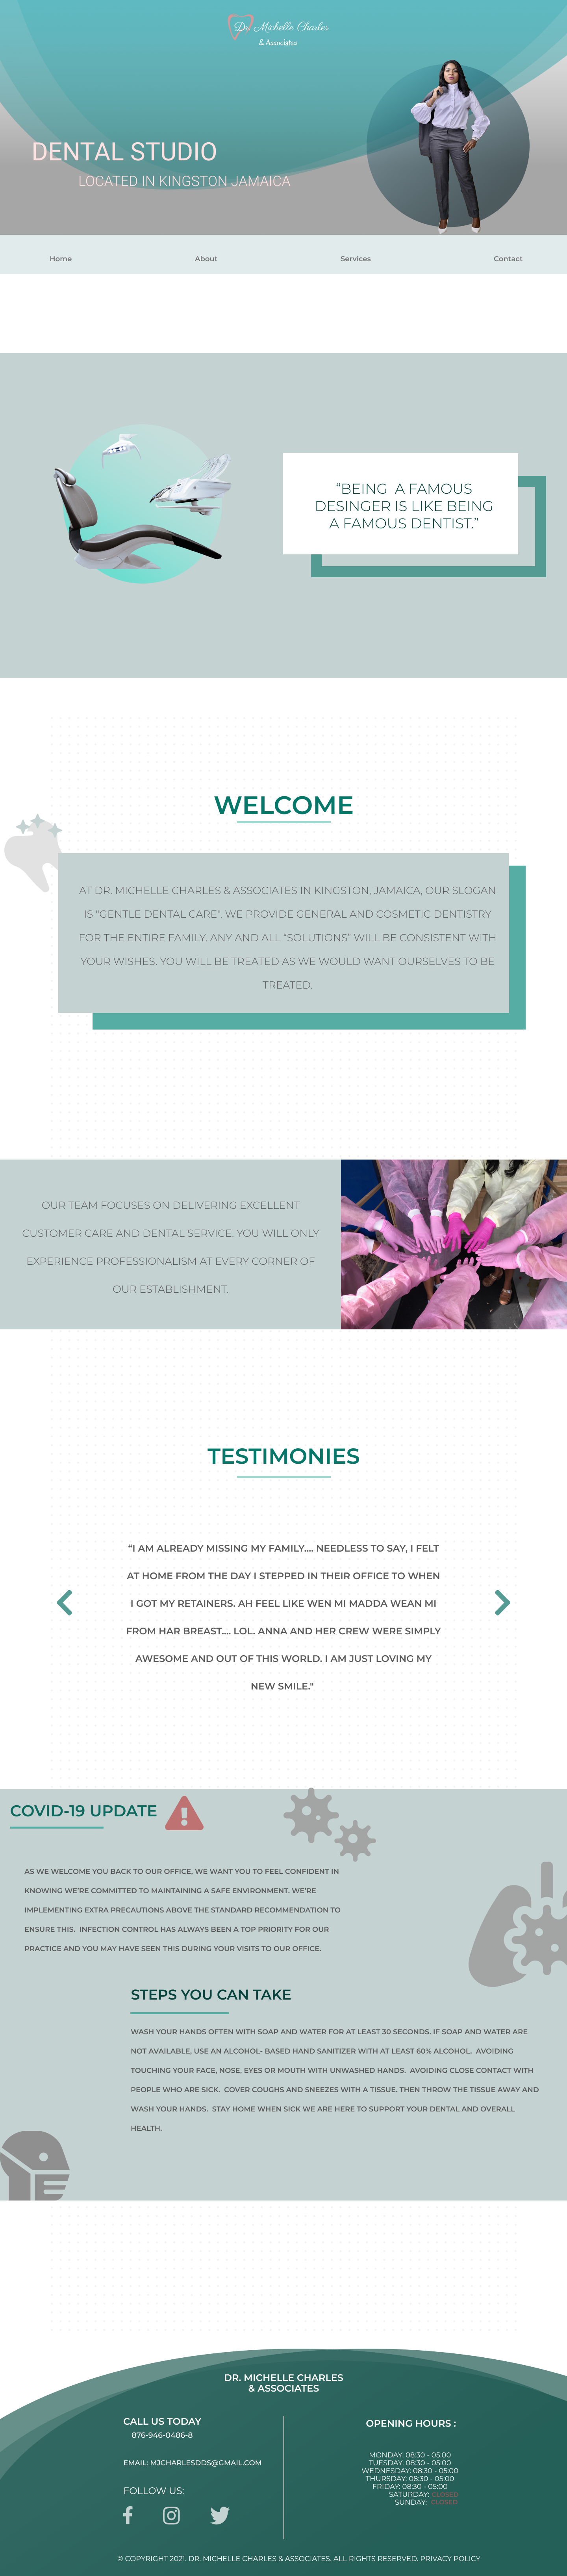 Dr. Michelle Charles
& Associates
DENTAL STUDIO
LOCATED IN KINGSTON JAMAICA
Home About Services Contact
“BEING A FAMOUS
DESINGER IS LIKE BEING
A FAMOUS DENTIST.”
WELCOME
AT DR. MICHELLE CHARLES & ASSOCIATES IN KINGSTON, JAMAICA, OUR SLOGAN
IS "GENTLE DENTAL CARE". WE PROVIDE GENERAL AND COSMETIC DENTISTRY
FOR THE ENTIRE FAMILY. ANY AND ALL “SOLUTIONS” WILL BE CONSISTENT WITH
YOUR WISHES. YOU WILL BE TREATED AS WE WOULD WANT OURSELVES TO BE
TREATED.
OUR TEAM FOCUSES ON DELIVERING EXCELLENT
CUSTOMER CARE AND DENTAL SERVICE. YOU WILL ONLY
EXPERIENCE PROFESSIONALISM AT EVERY CORNER OF
OUR ESTABLISHMENT.
TESTIMONIES
“I AM ALREADY MISSING MY FAMILY.... NEEDLESS TO SAY, I FELT
AT HOME FROM THE DAY I STEPPED IN THEIR OFFICE TO WHEN
I GOT MY RETAINERS. AH FEEL LIKE WEN MI MADDA WEAN MI
FROM HAR BREAST.... LOL. ANNA AND HER CREW WERE SIMPLY
AWESOME AND OUT OF THIS WORLD. I AM JUST LOVING MY
NEW SMILE."
COVID-19 UPDATE
AS WE WELCOME YOU BACK TO OUR OFFICE, WE WANT YOU TO FEEL CONFIDENT IN
KNOWING WE’RE COMMITTED TO MAINTAINING A SAFE ENVIRONMENT. WE’RE
IMPLEMENTING EXTRA PRECAUTIONS ABOVE THE STANDARD RECOMMENDATION TO
ENSURE THIS. INFECTION CONTROL HAS ALWAYS BEEN A TOP PRIORITY FOR OUR
PRACTICE AND YOU MAY HAVE SEEN THIS DURING YOUR VISITS TO OUR OFFICE.
STEPS YOU CAN TAKE
WASH YOUR HANDS OFTEN WITH SOAP AND WATER FOR AT LEAST 30 SECONDS. IF SOAP AND WATER ARE
NOT AVAILABLE, USE AN ALCOHOL- BASED HAND SANITIZER WITH AT LEAST 60% ALCOHOL. AVOIDING
TOUCHING YOUR FACE, NOSE, EYES OR MOUTH WITH UNWASHED HANDS. AVOIDING CLOSE CONTACT WITH
PEOPLE WHO ARE SICK. COVER COUGHS AND SNEEZES WITH A TISSUE. THEN THROW THE TISSUE AWAY AND
WASH YOUR HANDS. STAY HOME WHEN SICK WE ARE HERE TO SUPPORT YOUR DENTAL AND OVERALL
HEALTH.
DR. MICHELLE CHARLES
& ASSOCIATES
CALL US TODAY
876-946-0486-8
EMAIL: MJCHARLESDDS@GMAIL.COM
FOLLOW US:
OPENING HOURS :
MONDAY: 08:30 - 05:00
TUESDAY: 08:30 - 05:00
WEDNESDAY: 08:30 - 05:00
THURSDAY: 08:30 - 05:00
FRIDAY: 08:30 - 05:00
SATURDAY: CLOSED
SUNDAY: CLOSED
© COPYRIGHT 2021. DR. MICHELLE CHARLES & ASSOCIATES. ALL RIGHTS RESERVED. PRIVACY POLICY